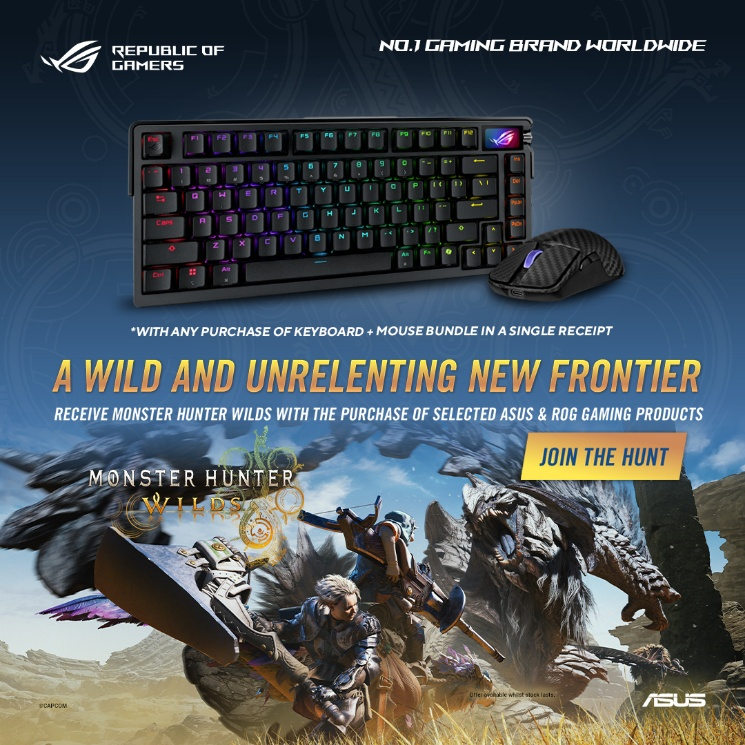 REPUBLIC OF
GAMERS
NO.1 GAMING BRAND WORLDWIDE
*WITH ANY PURCHASE OF KEYBOARD + MOUSE BUNDLE IN A SINGLE RECEIPT
A WILD AND UNRELENTING NEW FRONTIER
RECEIVE MONSTER HUNTER WILDS WITH THE PURCHASE OF SELECTED ASUS & ROG GAMING PRODUCTS
JOIN THE HUNT
MONSTER HUNTER
WILDS
©CAPCOM
Offer available whilst stock lasts.
ASUS